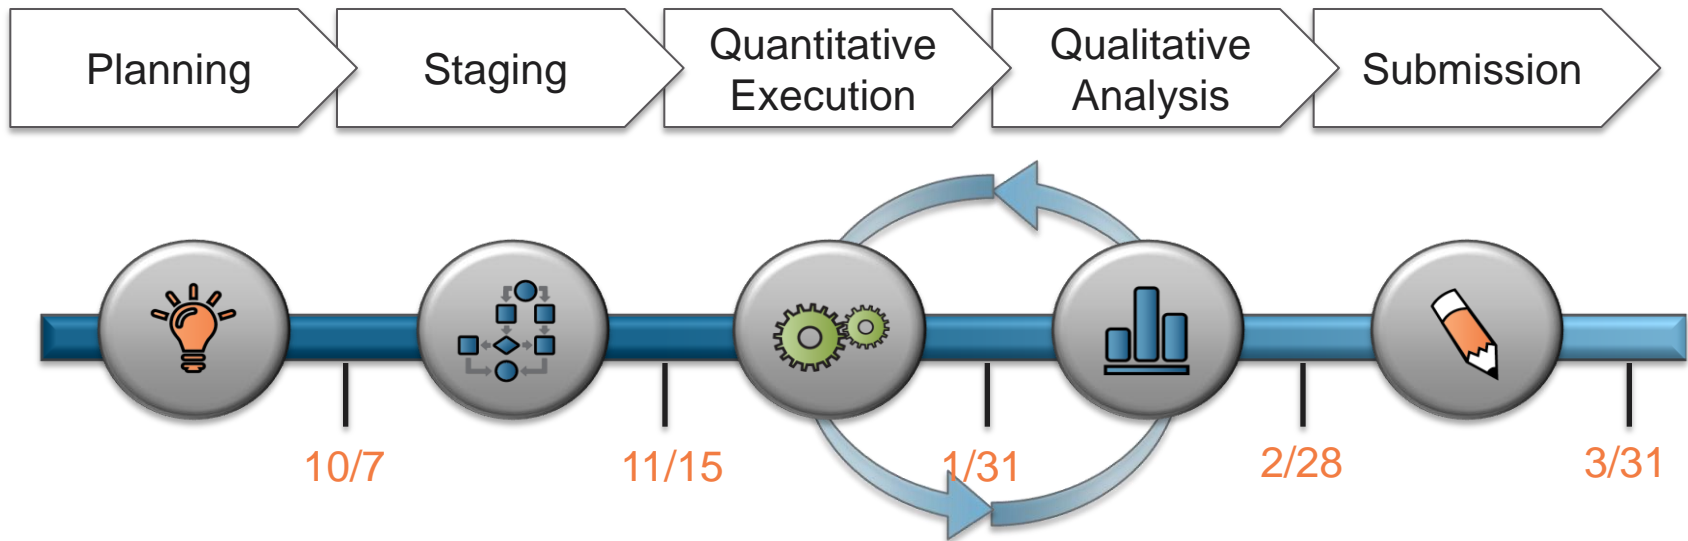 Planning
Staging
Quantitative
Execution
Qualitative
Analysis
Submission
10/7
11/15
1/31
2/28
3/31